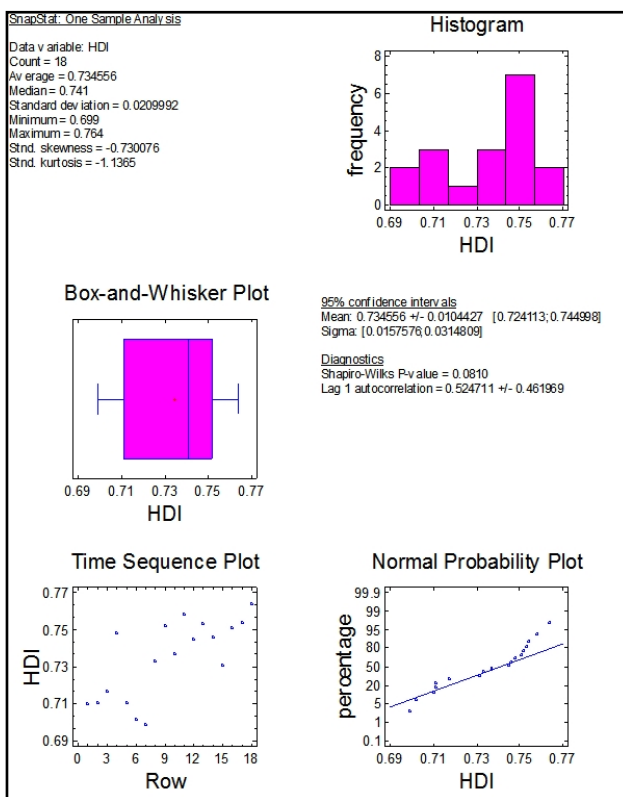 SnapStat: One Sample Analysis
Data variable: HDI
Count = 18
Average = 0.734556
Median = 0.741
Standard deviation = 0.0209992
Minimum = 0.699
Maximum = 0.764
Stnd. skewness = -0.730076
Stnd. kurtosis = -1.1365
Histogram
frequency
8
6
4
2
0
0.69 0.71 0.73 0.75 0.77
HDI
Box-and-Whisker Plot
0.69 0.71 0.73 0.75 0.77
HDI
95% confidence intervals
Mean: 0.734556 +/- 0.0104427 [0.724113;0.744998]
Sigma: [0.0157576;0.0314809]
Diagnostics
Shapiro-Wilks P-value = 0.0810
Lag 1 autocorrelation = 0.524711 +/- 0.461969
Time Sequence Plot
HDI
0.77
0.75
0.73
0.71
0.69
0 3 6 9 12 15 18
Row
Normal Probability Plot
percentage
99.9
99
95
80
50
20
5
1
0.1
0.69 0.71 0.73 0.75 0.77
HDI